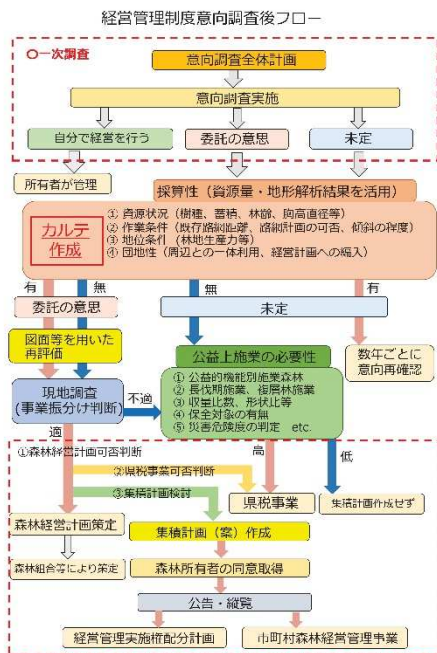 経営管理制度意向調査後フロー
○一次調査
意向調査全体計画
意向調査実施
自分で経営を行う
委託の意思
未定
所有者が管理
採算性（資源量・地形解析結果を活用）
カルテ
作成
① 資源状況（樹種、蓄積、林齢、胸高直径等）
② 作業条件（既存路網距離、路網計画の可否、傾斜の程度）
③ 地位条件（林地生産力等）
④ 団地性（周辺との一体利用、経営計画への編入）
有
無
無
有
委託の意思
未定
図面等を用いた
再評価
公益上施業の必要性
① 公益的機能別施業森林
② 長伐期施業、複層林施業
③ 収量比数、形状比等
④ 保全対象の有無
⑤ 災害危険度の判定 etc.
数年ごとに
意向再確認
現地調査
(事業振分け判断)
不適
適
高
低
①森林経営計画可否判断
②県税事業可否判断
③集積計画検討
県税事業
集積計画作成せず
森林経営計画策定
集積計画（案）作成
森林組合等により策定
森林所有者の同意取得
公告・縦覧
経営管理実施権配分計画
市町村森林経営管理事業